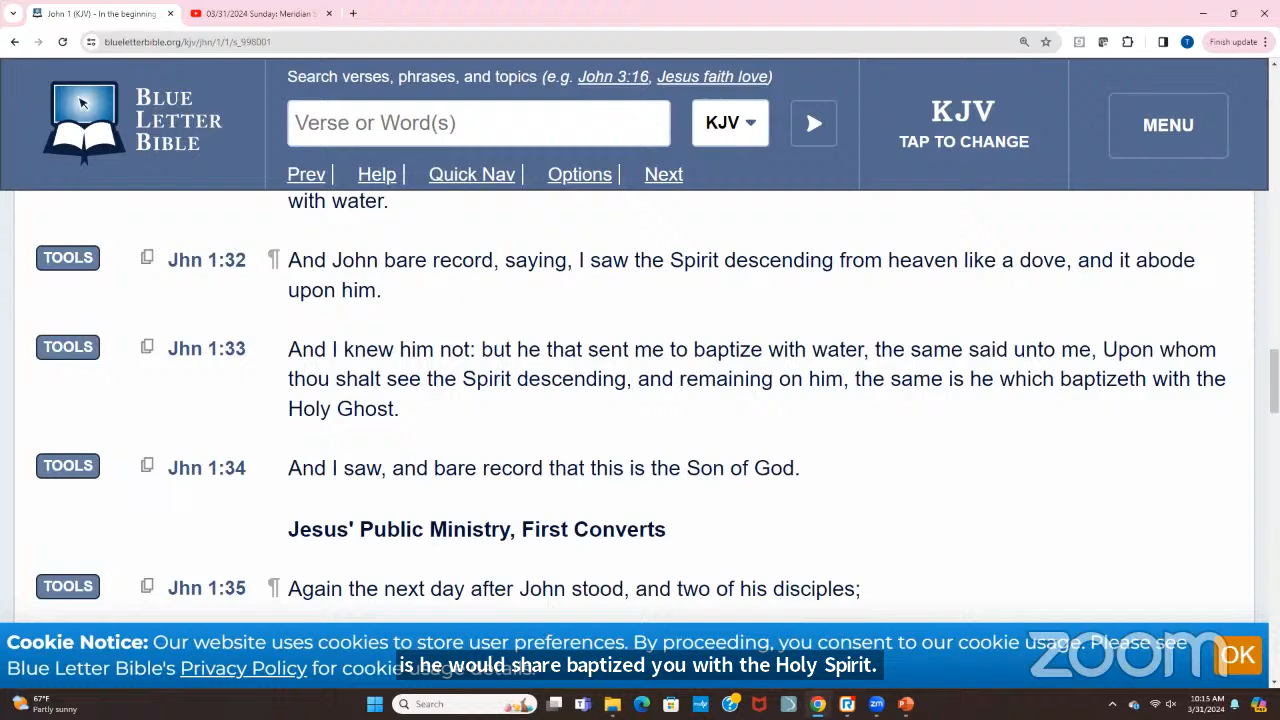 John 1 (KJV) - In the beginning
03/31/2024 Sunday: Meridian S
blueletterbible.org/kjv/jhn/1/1/s_998001
Finish update
BLUE
LETTER
BIBLE
Search verses, phrases, and topics (e.g. John 3:16, Jesus faith love)
Verse or Word(s)
KJV
KJV
TAP TO CHANGE
MENU
Prev | Help | Quick Nav | Options | Next
with water.
TOOLS Jhn 1:32 ¶ And John bare record, saying, I saw the Spirit descending from heaven like a dove, and it abode
upon him.
TOOLS Jhn 1:33 And I knew him not: but he that sent me to baptize with water, the same said unto me, Upon whom
thou shalt see the Spirit descending, and remaining on him, the same is he which baptizeth with the
Holy Ghost.
TOOLS Jhn 1:34 And I saw, and bare record that this is the Son of God.
Jesus' Public Ministry, First Converts
TOOLS Jhn 1:35 ¶ Again the next day after John stood, and two of his disciples;
Cookie Notice: Our website uses cookies to store user preferences. By proceeding, you consent to our cookie usage. Please see
Blue Letter Bible's Privacy Policy for cookie usage details.
OK
is he would share baptized you with the Holy Spirit.
zoom
67°F
Partly sunny
Search
10:15 AM
3/31/2024